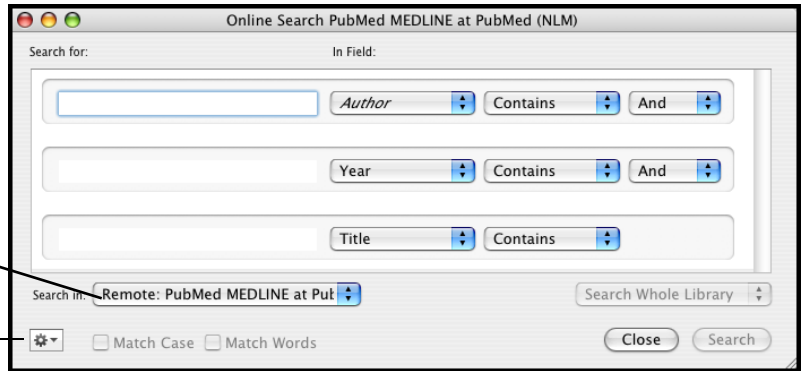 Online Search PubMed MEDLINE at PubMed (NLM)
Search for: In Field:
Author Contains And
Year Contains And
Title Contains
Search in: Remote: PubMed MEDLINE at Pub Search Whole Library
Match Case Match Words Close Search